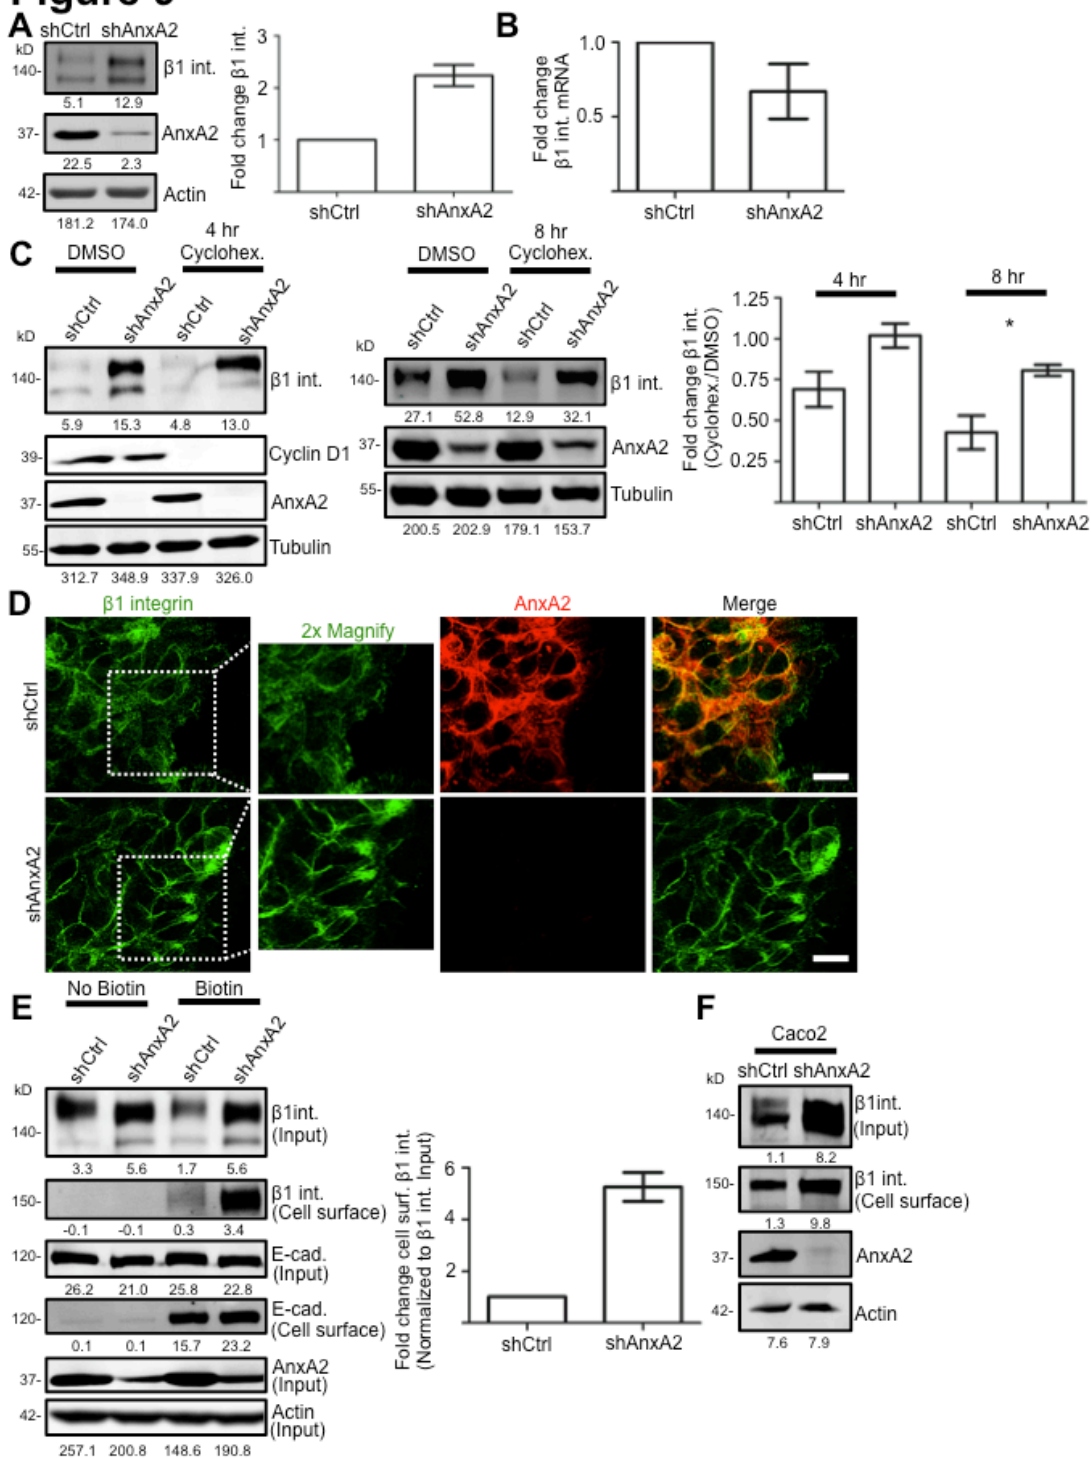 A
shCtrl shAnxA2
kD
140-
β1 int.
5.1 12.9
37-
AnxA2
22.5 2.3
42-
Actin
181.2 174.0
Fold change β1 int.
3
2
1
shCtrl shAnxA2
B
Fold change
β1 int. mRNA
1.0
0.5
shCtrl shAnxA2
C
DMSO
4 hr
Cyclohex.
shCtrl shAnxA2 shCtrl shAnxA2
kD
140-
β1 int.
5.9 15.3 4.8 13.0
39-
Cyclin D1
37-
AnxA2
55-
Tubulin
312.7 348.9 337.9 326.0
DMSO
8 hr
Cyclohex.
shCtrl shAnxA2 shCtrl shAnxA2
kD
140-
β1 int.
27.1 52.8 12.9 32.1
37-
AnxA2
55-
Tubulin
200.5 202.9 179.1 153.7
Fold change β1 int.
(Cyclohex./DMSO)
4 hr 8 hr
*
1.25
1.00
0.75
0.50
0.25
shCtrl shAnxA2 shCtrl shAnxA2
D
β1 integrin
2x Magnify
AnxA2
Merge
shCtrl
shAnxA2
E
No Biotin Biotin
shCtrl shAnxA2 shCtrl shAnxA2
kD
140-
β1int.
(Input)
3.3 5.6 1.7 5.6
150-
β1 int.
(Cell surface)
-0.1 -0.1 0.3 3.4
120-
E-cad.
(Input)
26.2 21.0 25.8 22.8
120-
E-cad.
(Cell surface)
0.1 0.1 15.7 23.2
37-
AnxA2
(Input)
42-
Actin
(Input)
257.1 200.8 148.6 190.8
Fold change cell surf. β1 int.
(Normalized to β1 int. Input)
6
4
2
shCtrl shAnxA2
F
Caco2
shCtrl shAnxA2
kD
140-
β1int.
(Input)
1.1 8.2
150-
β1 int.
(Cell surface)
1.3 9.8
37-
AnxA2
42-
Actin
7.6 7.9